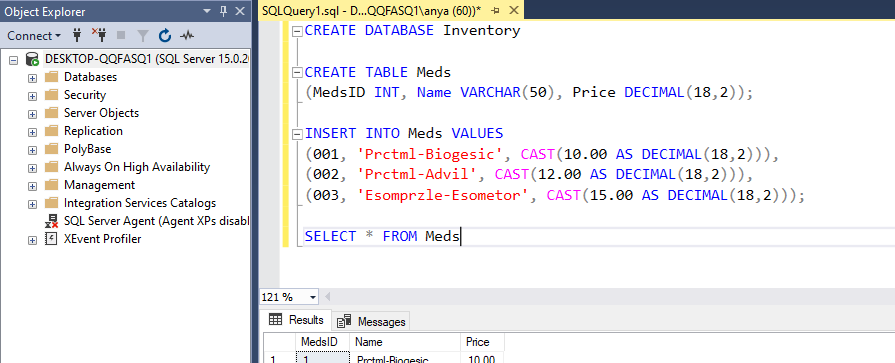 Object Explorer
Connect
DESKTOP-QQFASQ1 (SQL Server 15.0.20
Databases
Security
Server Objects
Replication
PolyBase
Always On High Availability
Management
Integration Services Catalogs
SQL Server Agent (Agent XPs disabl
XEvent Profiler
SQLQuery1.sql - D...QQFASQ1\anya (60))*
CREATE DATABASE Inventory
CREATE TABLE Meds
(MedsID INT, Name VARCHAR(50), Price DECIMAL(18,2));
INSERT INTO Meds VALUES
(001, 'Prctml-Biogesic', CAST(10.00 AS DECIMAL(18,2))),
(002, 'Prctml-Advil', CAST(12.00 AS DECIMAL(18,2))),
(003, 'Esomprzle-Esometor', CAST(15.00 AS DECIMAL(18,2)));
SELECT * FROM Meds
121 %
Results Messages
MedsID Name Price
1 1 Prctml-Biogesic 10.00